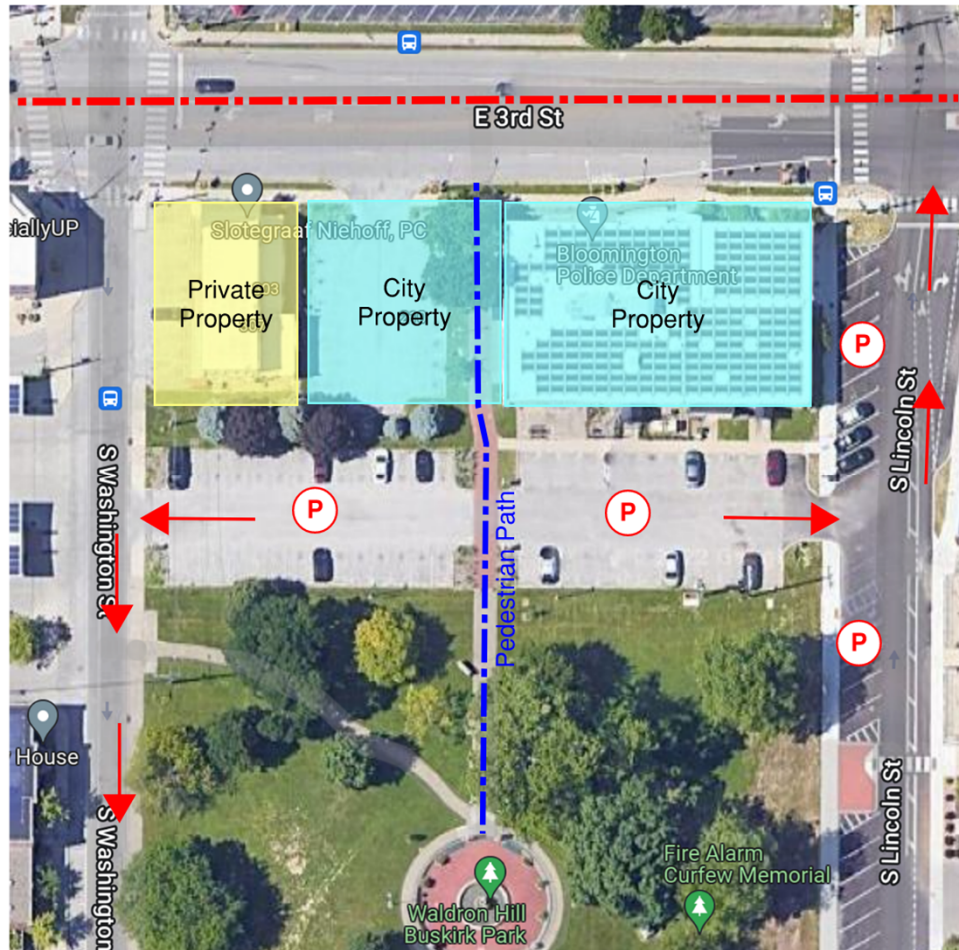 E 3rd St
ciallyUP
Slotegraaf Niehoff, PC
Bloomington
Police Department
Private
Property
City
Property
City
Property
P
S Washington St
S Lincoln St
P
P
Pedestrian Path
P
House
S Washington
S Lincoln St
Fire Alarm
Curfew Memorial
Waldron Hill
Buskirk Park